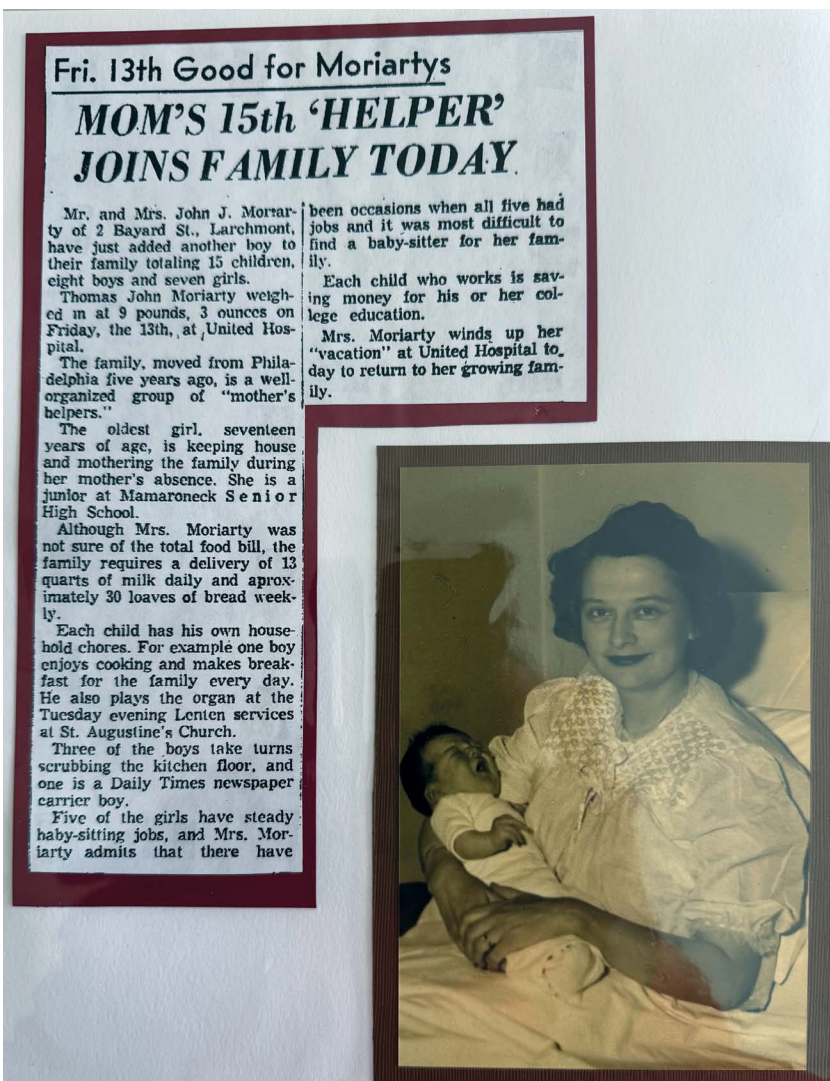 Fri. 13th Good for Moriartys
MOM'S 15th 'HELPER'
JOINS FAMILY TODAY
Mr. and Mrs. John J. Moriar-
ty of 2 Bayard St., Larchmont,
have just added another boy to
their family totaling 15 children,
eight boys and seven girls.
Thomas John Moriarty weigh-
ed in at 9 pounds, 3 ounces on
Friday, the 13th, at United Hos-
pital.
The family, moved from Phila-
delphia five years ago, is a well-
organized group of "mother's
helpers."
The oldest girl, seventeen
years of age, is keeping house
and mothering the family during
her mother's absence. She is a
junior at Mamaroneck Senior
High School.
Although Mrs. Moriarty was
not sure of the total food bill, the
family requires a delivery of 13
quarts of milk daily and aprox-
imately 30 loaves of bread week-
ly.
Each child has his own house-
hold chores. For example one boy
enjoys cooking and makes break-
fast for the family every day.
He also plays the organ at the
Tuesday evening Lenten services
at St. Augustine's Church.
Three of the boys take turns
scrubbing the kitchen floor, and
one is a Daily Times newspaper
carrier boy.
Five of the girls have steady
baby-sitting jobs, and Mrs. Mor-
iarty admits that there have
been occasions when all five had
jobs and it was most difficult to
find a baby-sitter for her fam-
ily.
Each child who works is sav-
ing money for his or her col-
lege education.
Mrs. Moriarty winds up her
"vacation" at United Hospital to-
day to return to her growing fam-
ily.